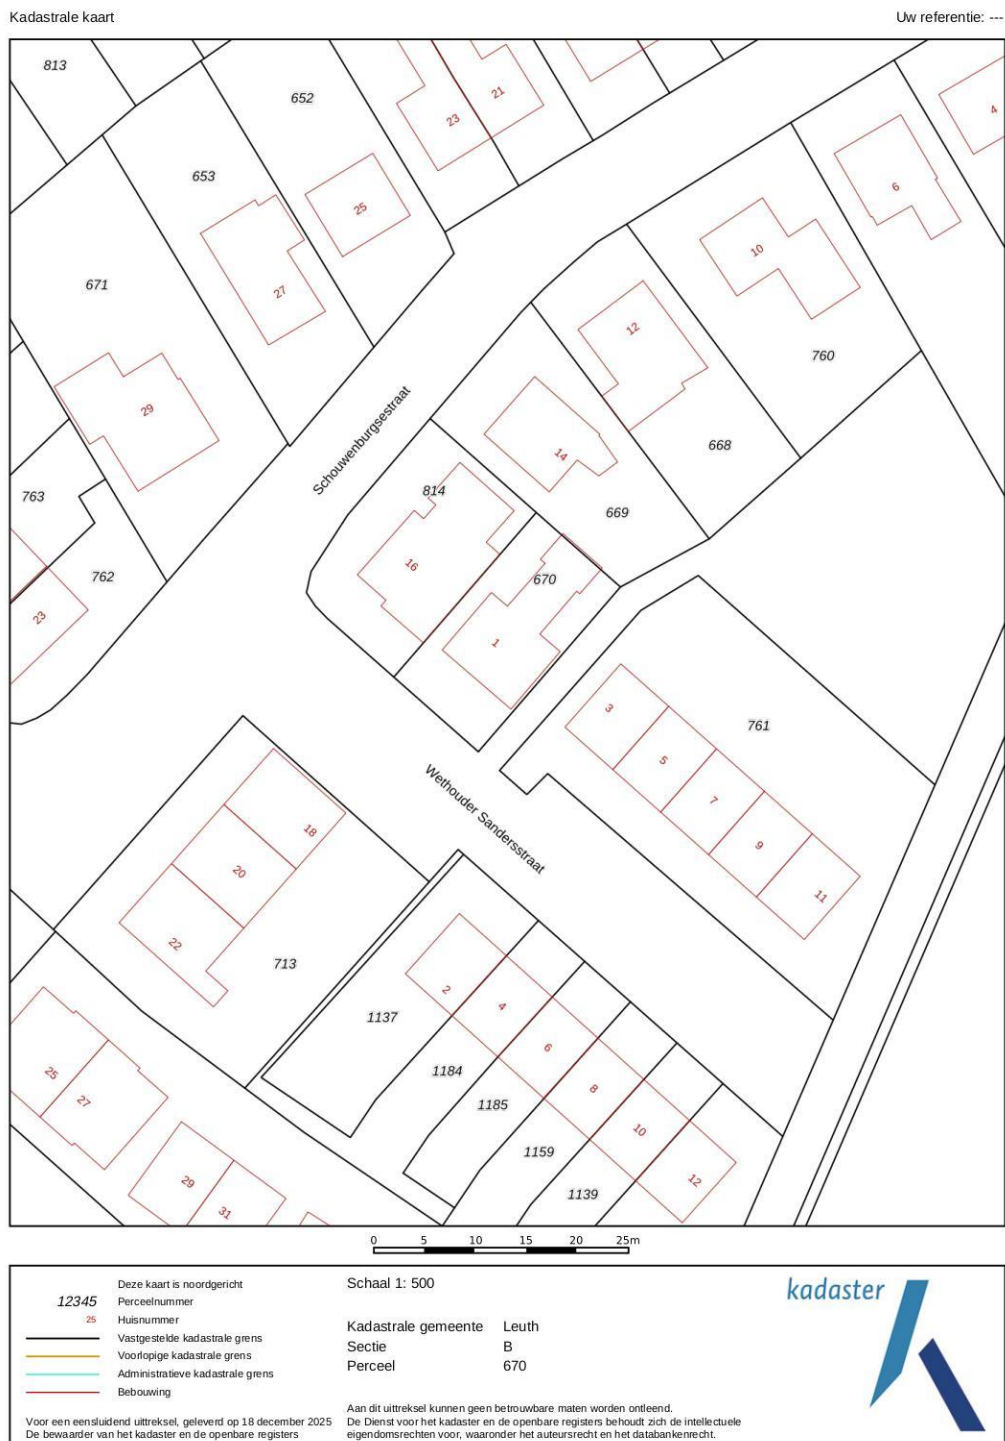 Kadastrale kaart
Uw referentie: ---
813
652
653
671
23
21
25
27
29
6
4
10
12
760
668
14
669
Schouwenburgsestraat
814
16
670
1
763
762
23
761
3
5
7
9
11
Wethouder Sandersstraat
18
20
22
713
1137
2
4
6
8
10
12
1184
1185
1159
1139
25
27
29
31
0 5 10 15 20 25m
Deze kaart is noordgericht
12345 Perceelnummer
25 Huisnummer
Vastgestelde kadastrale grens
Voorlopige kadastrale grens
Administratieve kadastrale grens
Bebouwing
Voor een eensluidend uittreksel, geleverd op 18 december 2025
De bewaarder van het kadaster en de openbare registers
Schaal 1: 500
Kadastrale gemeente Leuth
Sectie B
Perceel 670
Aan dit uittreksel kunnen geen betrouwbare maten worden ontleend.
De Dienst voor het kadaster en de openbare registers behoudt zich de intellectuele
eigendomsrechten voor, waaronder het auteursrecht en het databankenrecht.
kadaster